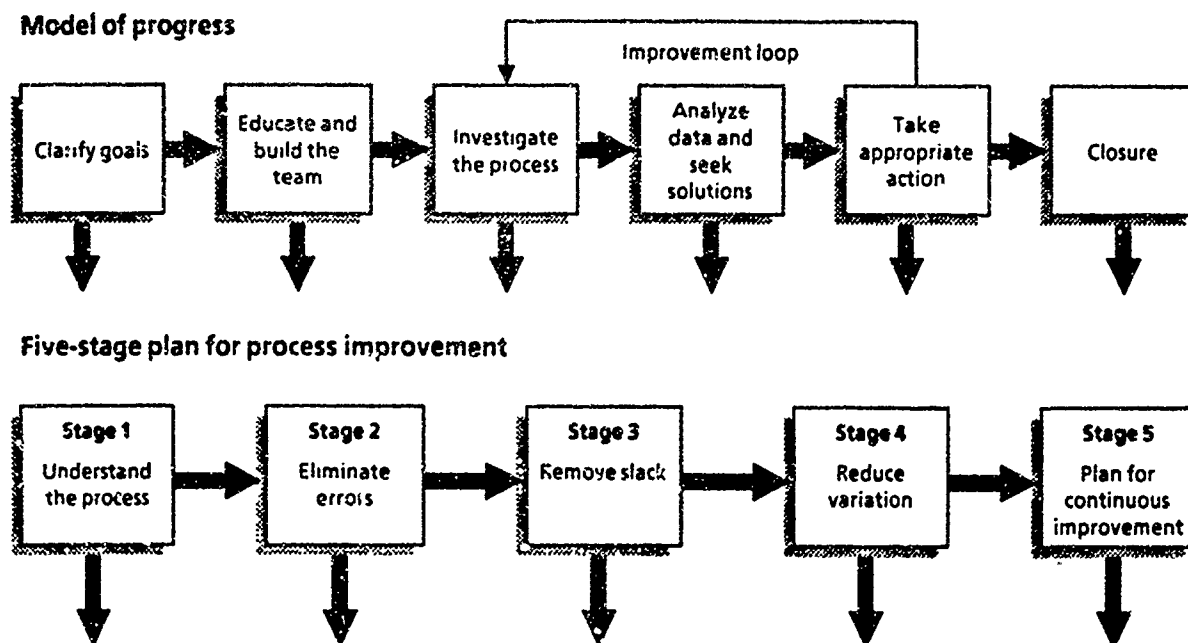 Model of progress
Improvement loop
Clarify goals
Educate and
build the
team
Investigate
the process
Analyze
data and
seek
solutions
Take
appropriate
action
Closure
Five-stage plan for process improvement
Stage 1
Understand
the process
Stage 2
Eliminate
errors
Stage 3
Remove slack
Stage 4
Reduce
variation
Stage 5
Plan for
continuous
improvement